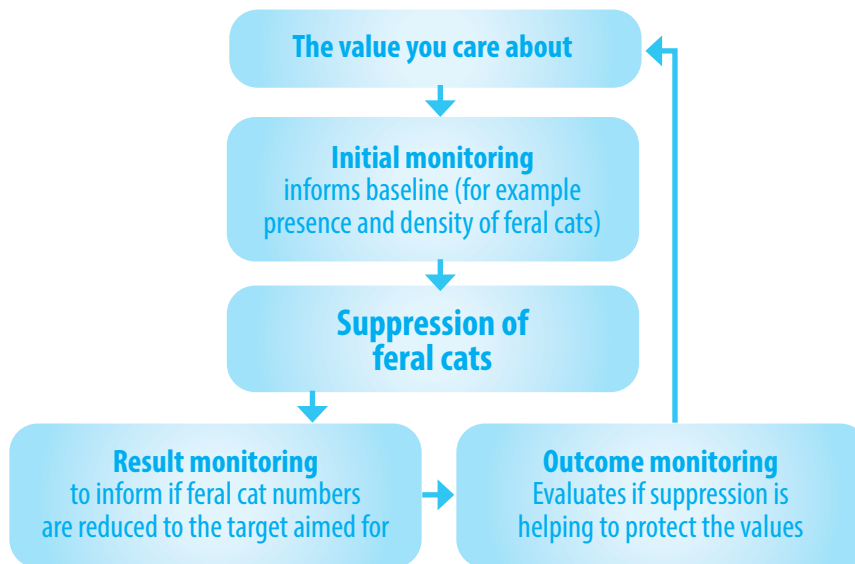 The value you care about
Initial monitoring
informs baseline (for example
presence and density of feral cats)
Suppression of
feral cats
Result monitoring
to inform if feral cat numbers
are reduced to the target aimed for
Outcome monitoring
Evaluates if suppression is
helping to protect the values